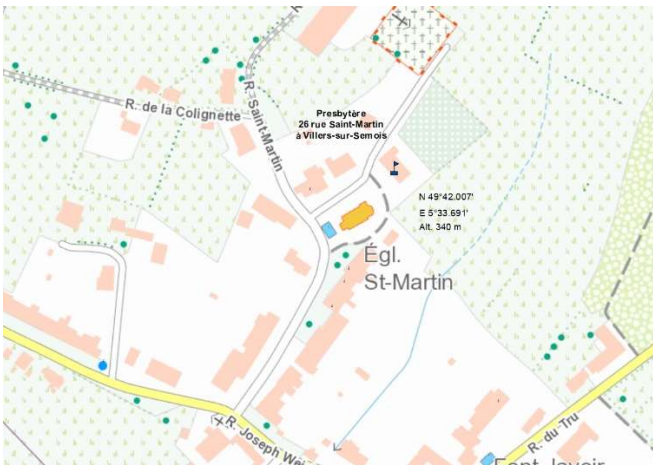 R. de la Colignette
R. Saint-Martin
Presbytère
26 rue Saint-Martin
à Villers-sur-Semois
N 49°42.007'
E 5°33.691'
Alt. 340 m
Égl.
St-Martin
R. Joseph
R. du Tru